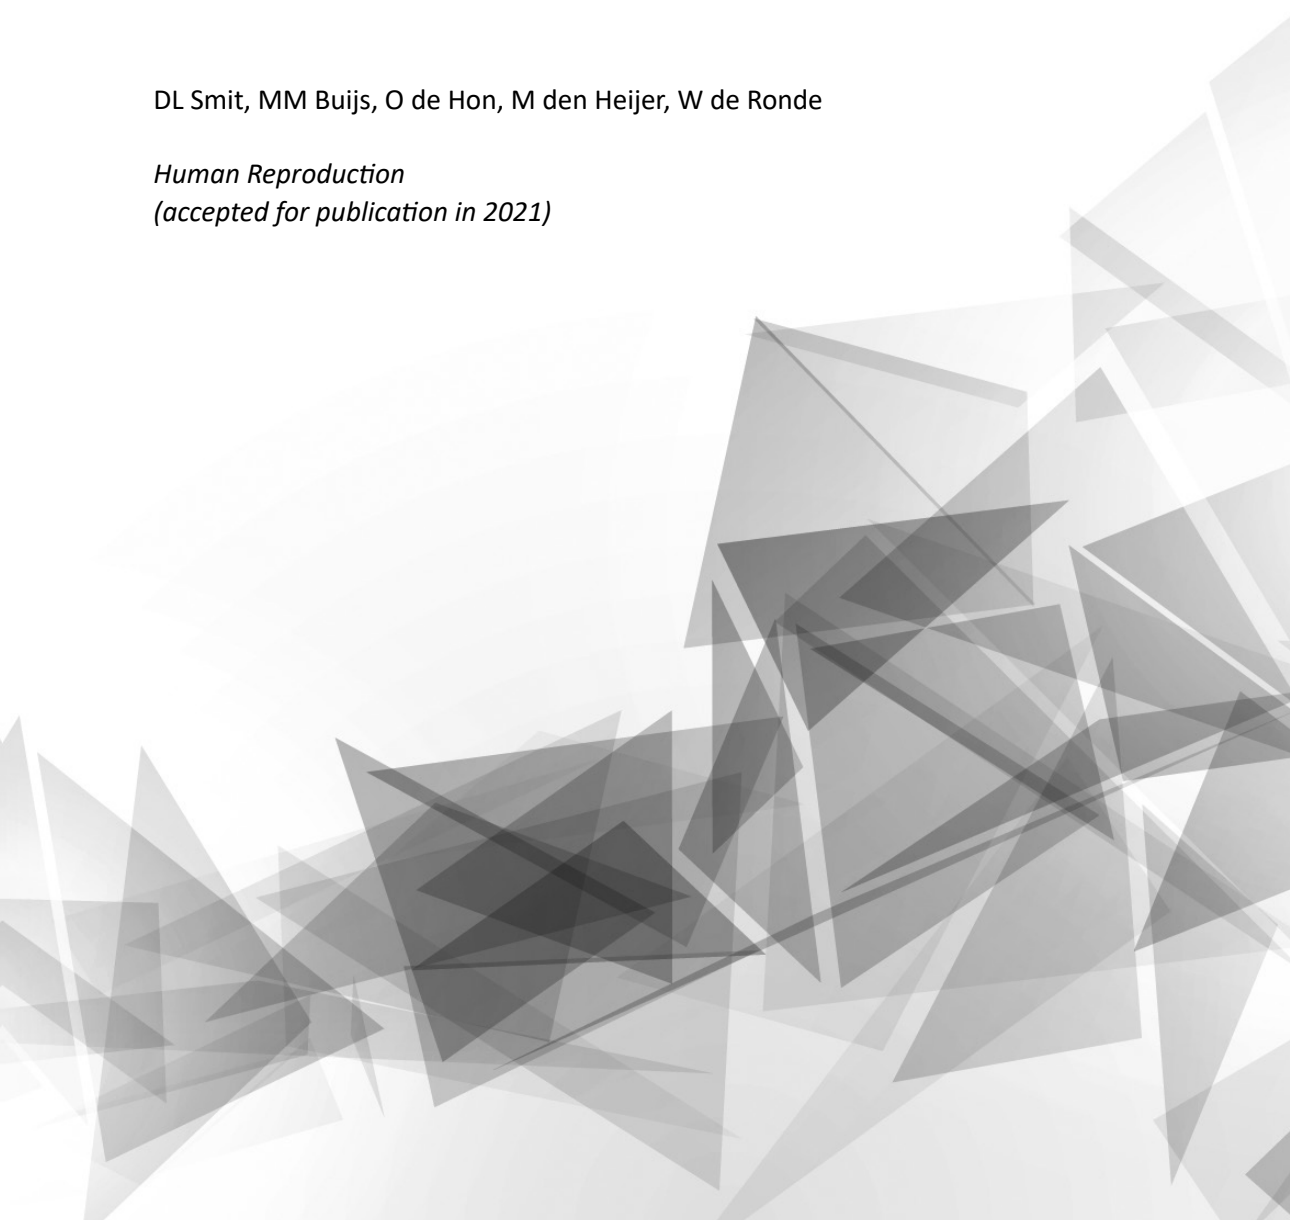 DL Smit, MM Buijs, O de Hon, M den Heijer, W de Ronde
Human Reproduction
(accepted for publication in 2021)